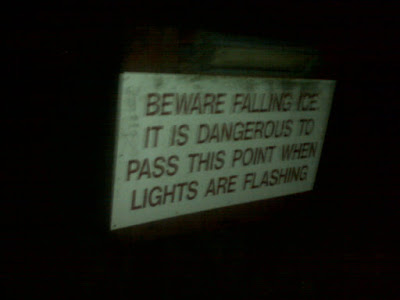 BEWARE FALLING ICE
IT IS DANGEROUS TO
PASS THIS POINT WHEN
LIGHTS ARE FLASHING